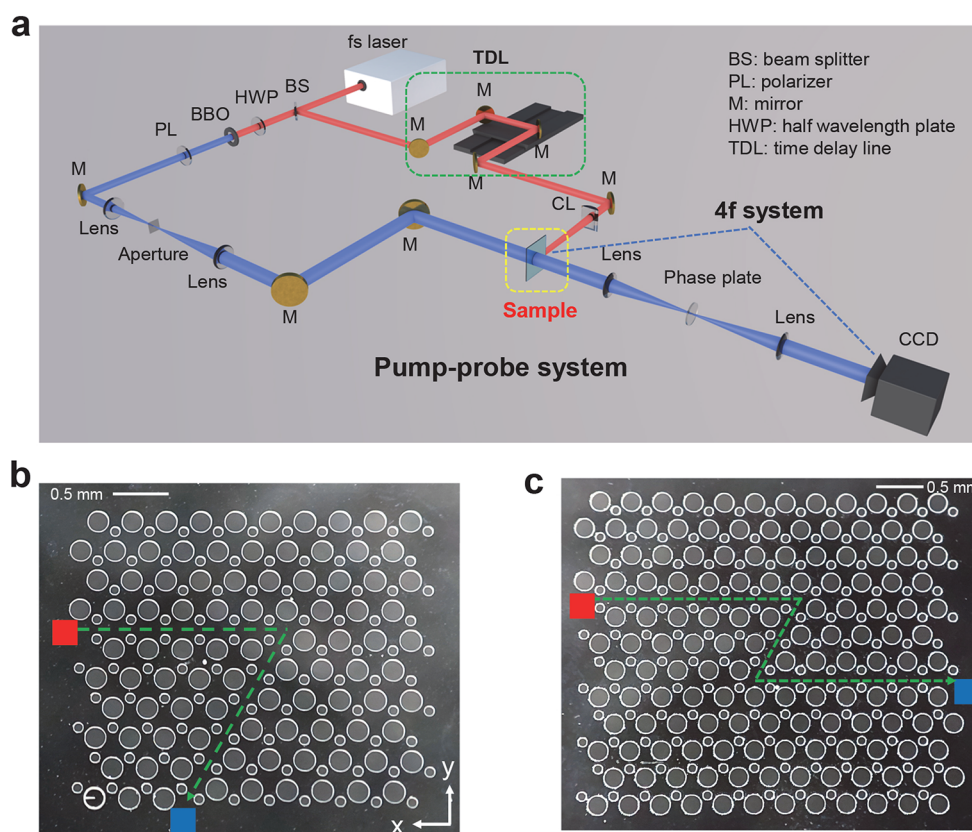 a
fs laser
TDL
BS
HWP
BBO
PL
M
M
M
M
M
M
CL
Lens
Aperture
Lens
M
M
Sample
Lens
4f system
Phase plate
Lens
CCD
Pump-probe system
BS: beam splitter
PL: polarizer
M: mirror
HWP: half wavelength plate
TDL: time delay line
b
0.5 mm
y
x
c
0.5 mm